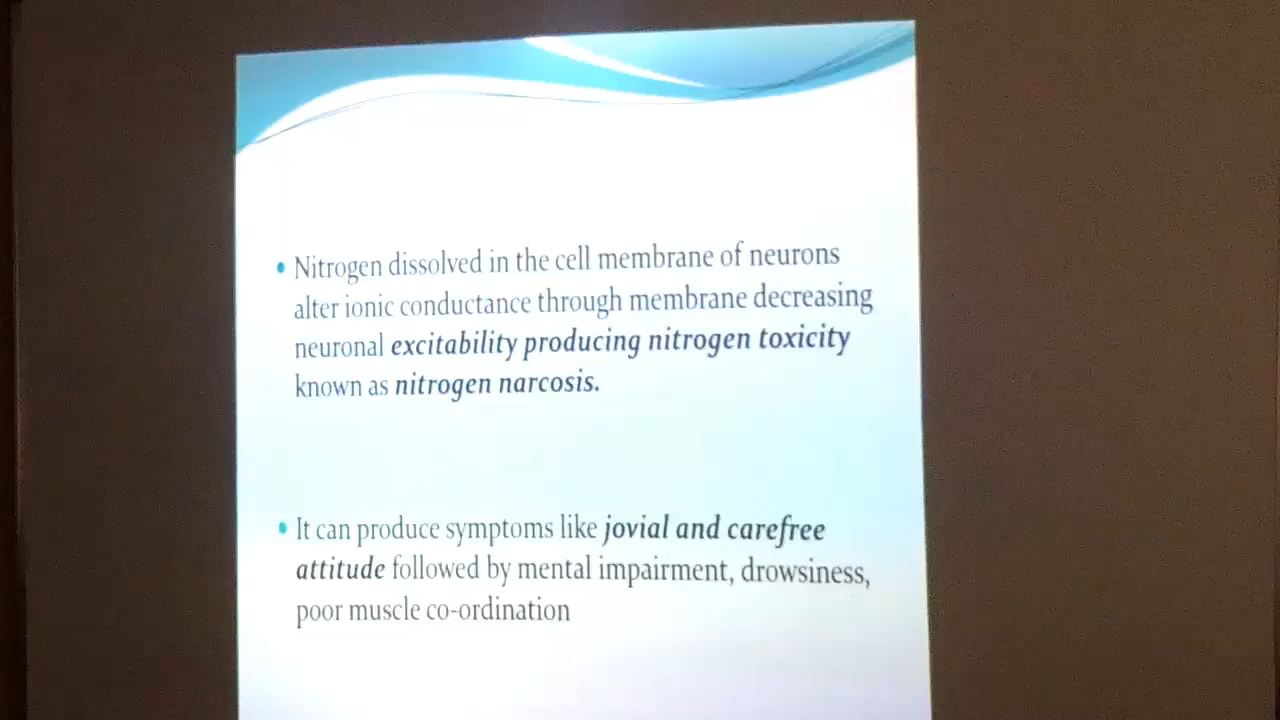 • Nitrogen dissolved in the cell membrane of neurons
alter ionic conductance through membrane decreasing
neuronal excitability producing nitrogen toxicity
known as nitrogen narcosis.
• It can produce symptoms like jovial and carefree
attitude followed by mental impairment, drowsiness,
poor muscle co-ordination